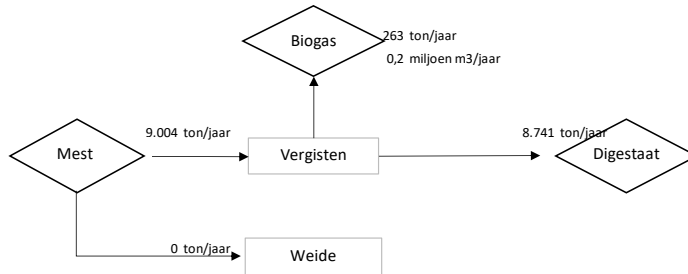 Biogas
263 ton/jaar
0,2 miljoen m3/jaar
9.004 ton/jaar
8.741 ton/jaar
Mest
Vergisten
Digestaat
0 ton/jaar
Weide